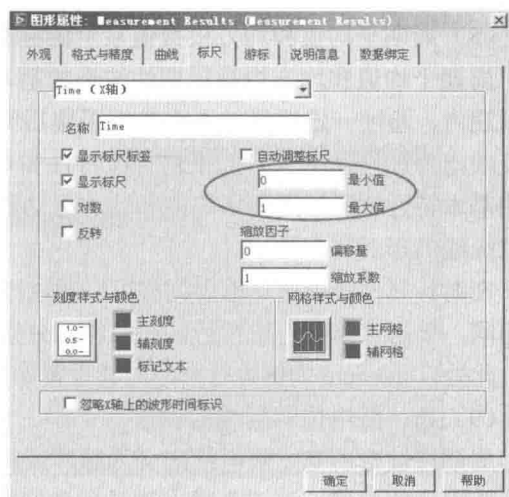 图形属性: Measurement Results (Measurement Results)
外观 格式与精度 曲线 标尺 游标 说明信息 数据绑定
Time (X轴)
名称 Time
显示标尺标签 自动调整标尺
显示标尺 0 最小值
对数 1 最大值
反转 缩放因子
0 偏移量
1 缩放系数
刻度样式与颜色 网格样式与颜色
1.0 主刻度 主网格
0.5 辅刻度 辅网格
0.0 标记文本
忽略X轴上的波形时间标识
确定 取消 帮助